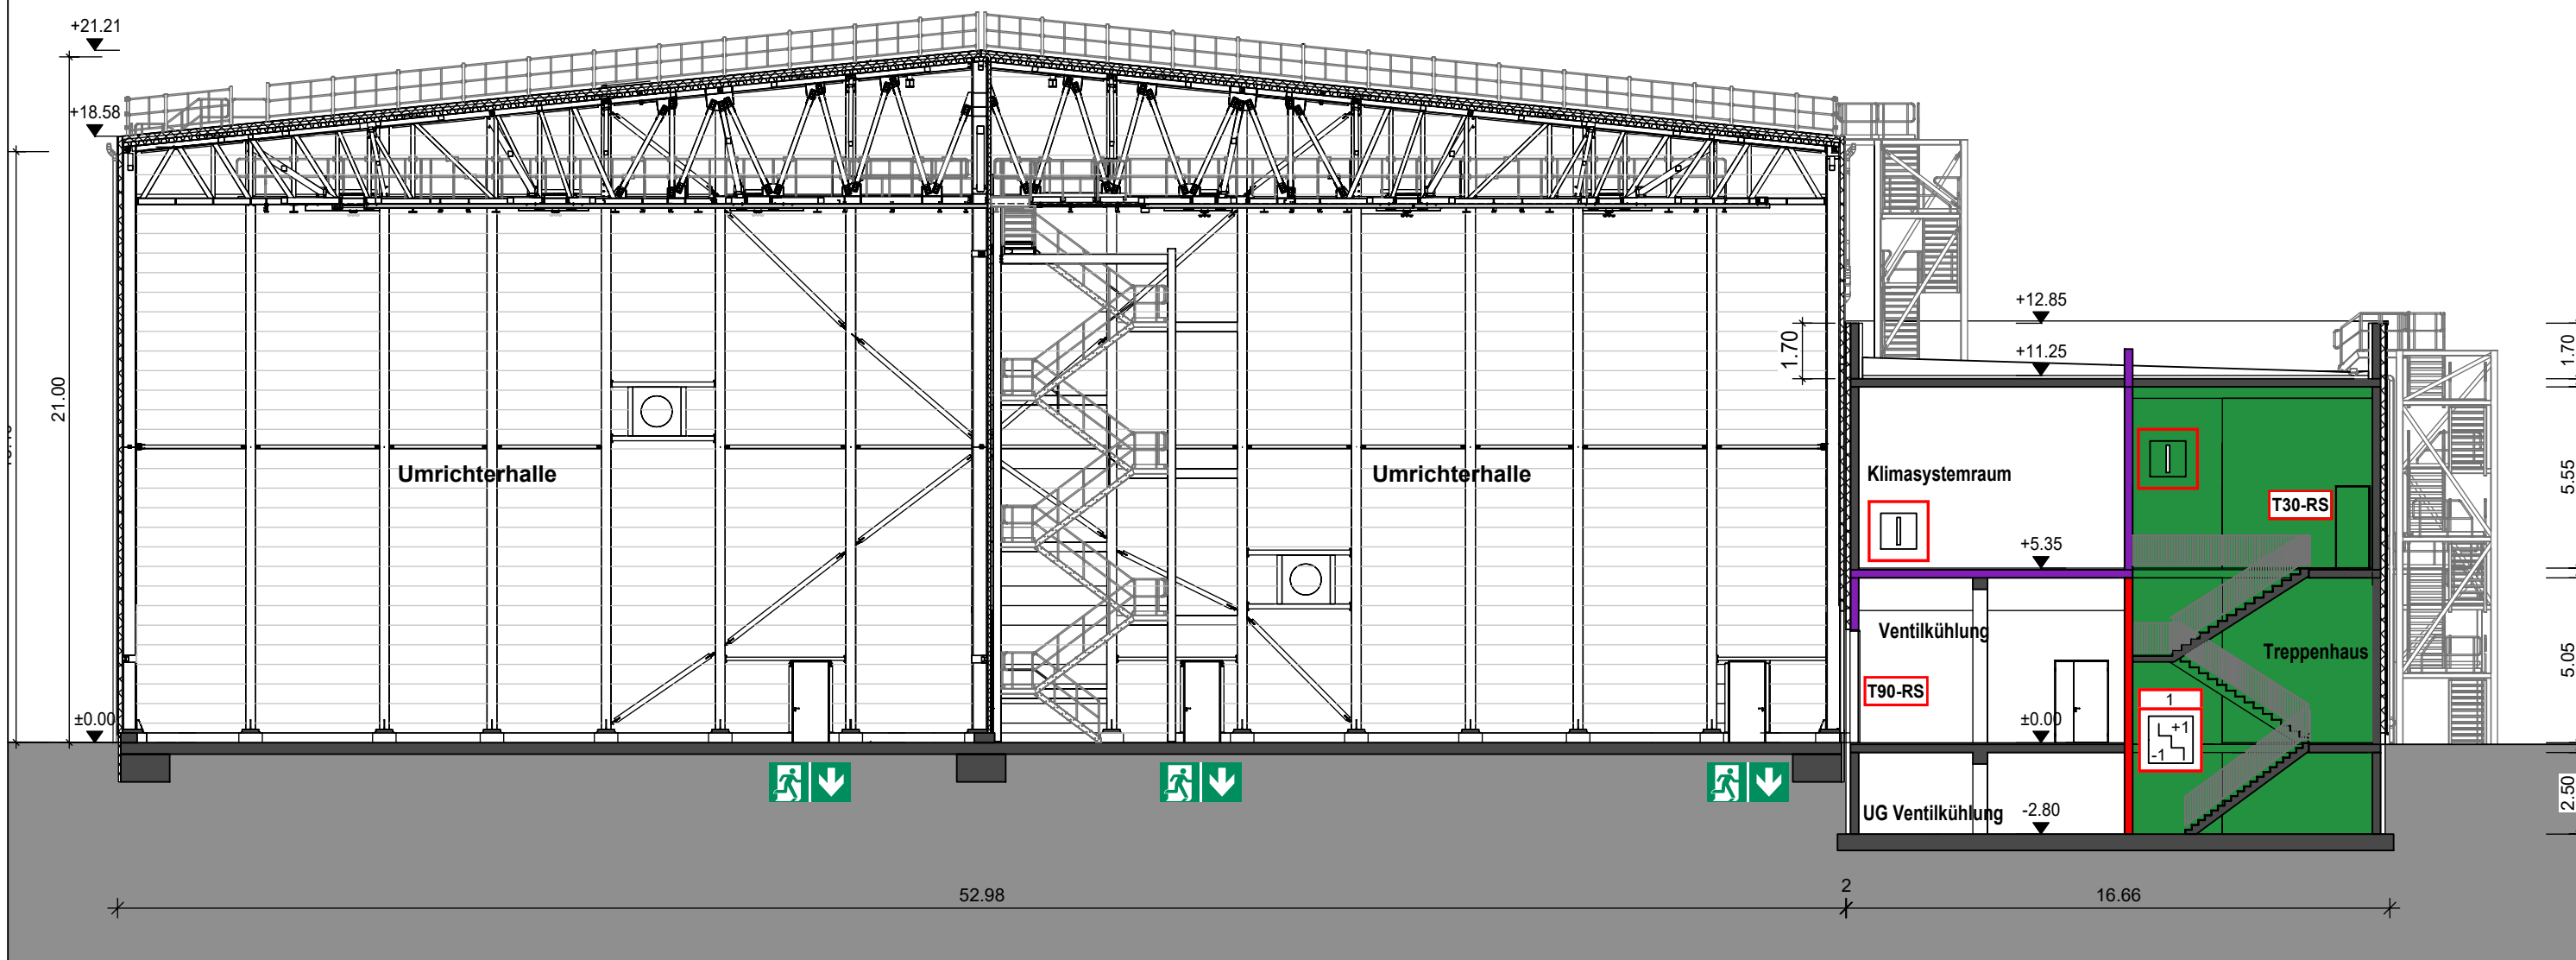 +21.21
+18.58
21.00
±0.00
Umrichterhalle
Umrichterhalle
+12.85
1.70
+11.25
Klimasystemraum
T30-RS
+5.35
Ventilkühlung
Treppenhaus
T90-RS
±0.00
1
+1
-1
UG Ventilkühlung
-2.80
1.70
5.55
5.05
2.50
52.98
2
16.66